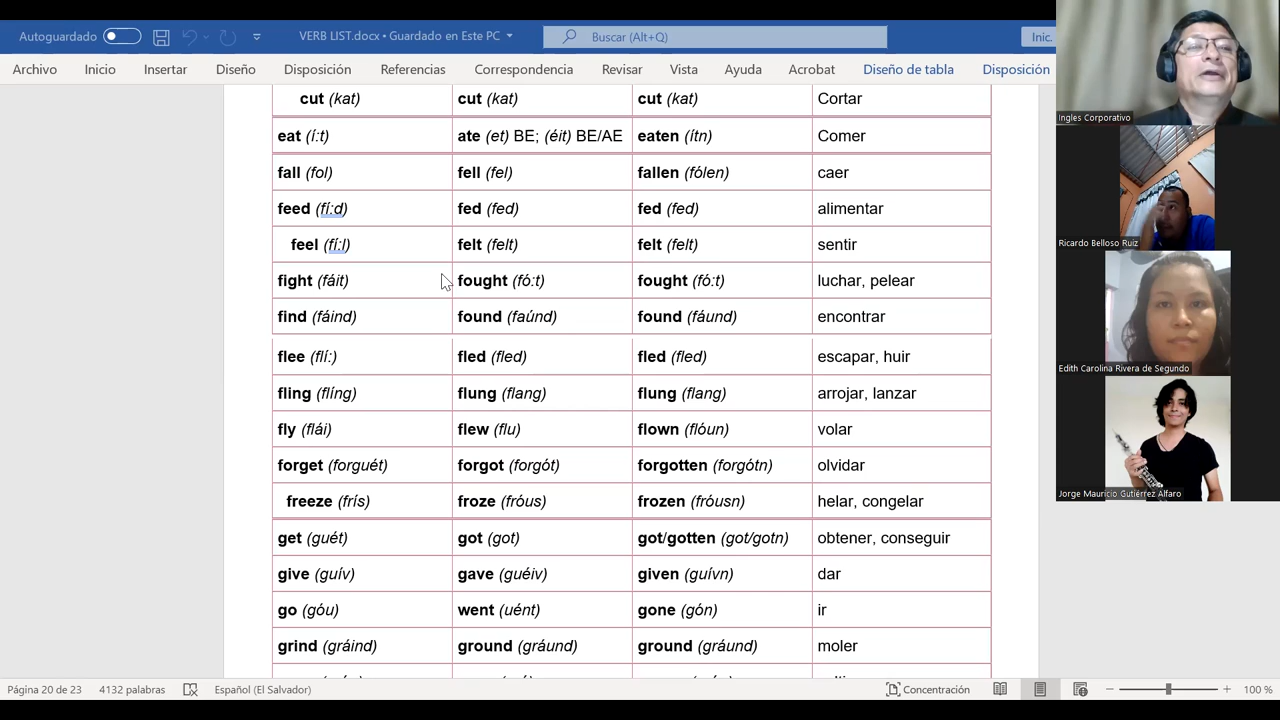 Autoguardado VERB LIST.docx • Guardado en Este PC Buscar (Alt+Q) Inic.
Archivo Inicio Insertar Diseño Disposición Referencias Correspondencia Revisar Vista Ayuda Acrobat Diseño de tabla Disposición
cut (kat) cut (kat) cut (kat) Cortar
eat (í:t) ate (et) BE; (éit) BE/AE eaten (ítn) Comer
fall (fol) fell (fel) fallen (fólen) caer
feed (fí:d) fed (fed) fed (fed) alimentar
feel (fí:l) felt (felt) felt (felt) sentir
fight (fáit) fought (fó:t) fought (fó:t) luchar, pelear
find (fáind) found (faúnd) found (fáund) encontrar
flee (flí:) fled (fled) fled (fled) escapar, huir
fling (flíng) flung (flang) flung (flang) arrojar, lanzar
fly (flái) flew (flu) flown (flóun) volar
forget (forguét) forgot (forgót) forgotten (forgótn) olvidar
freeze (frís) froze (fróus) frozen (fróusn) helar, congelar
get (guét) got (got) got/gotten (got/gotn) obtener, conseguir
give (guív) gave (guéiv) given (guívn) dar
go (góu) went (uént) gone (gón) ir
grind (gráind) ground (gráund) ground (gráund) moler
Página 20 de 23 4132 palabras Español (El Salvador) Concentración 100 %
Ingles Corporativo
Ricardo Belloso Ruiz
Edith Carolina Rivera de Segundo
Jorge Mauricio Gutiérrez Alfaro